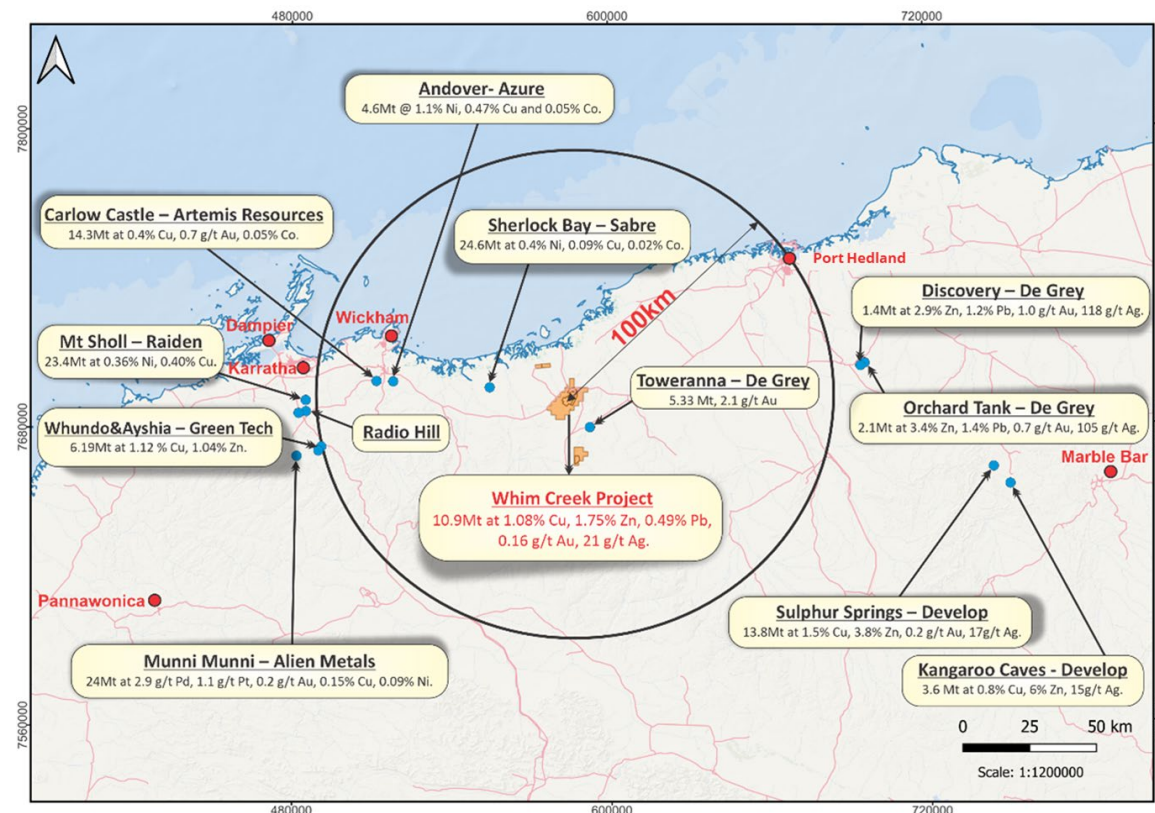 480000
600000
720000
7800000
7680000
7560000
Andover- Azure
4.6Mt @ 1.1% Ni, 0.47% Cu and 0.05% Co.
Carlow Castle – Artemis Resources
14.3Mt at 0.4% Cu, 0.7 g/t Au, 0.05% Co.
Sherlock Bay – Sabre
24.6Mt at 0.4% Ni, 0.09% Cu, 0.02% Co.
Port Hedland
Discovery – De Grey
1.4Mt at 2.9% Zn, 1.2% Pb, 1.0 g/t Au, 118 g/t Ag.
100km
Dampier
Wickham
Mt Sholl – Raiden
23.4Mt at 0.36% Ni, 0.40% Cu.
Karratha
Toweranna – De Grey
5.33 Mt, 2.1 g/t Au
Orchard Tank – De Grey
2.1Mt at 3.4% Zn, 1.4% Pb, 0.7 g/t Au, 105 g/t Ag.
Whundo&Ayshia – Green Tech
6.19Mt at 1.12 % Cu, 1.04% Zn.
Radio Hill
Marble Bar
Whim Creek Project
10.9Mt at 1.08% Cu, 1.75% Zn, 0.49% Pb,
0.16 g/t Au, 21 g/t Ag.
Pannawonica
Sulphur Springs – Develop
13.8Mt at 1.5% Cu, 3.8% Zn, 0.2 g/t Au, 17g/t Ag.
Munni Munni – Alien Metals
24Mt at 2.9 g/t Pd, 1.1 g/t Pt, 0.2 g/t Au, 0.15% Cu, 0.09% Ni.
Kangaroo Caves - Develop
3.6 Mt at 0.8% Cu, 6% Zn, 15g/t Ag.
0 25 50 km
Scale: 1:1200000
480000
600000
720000